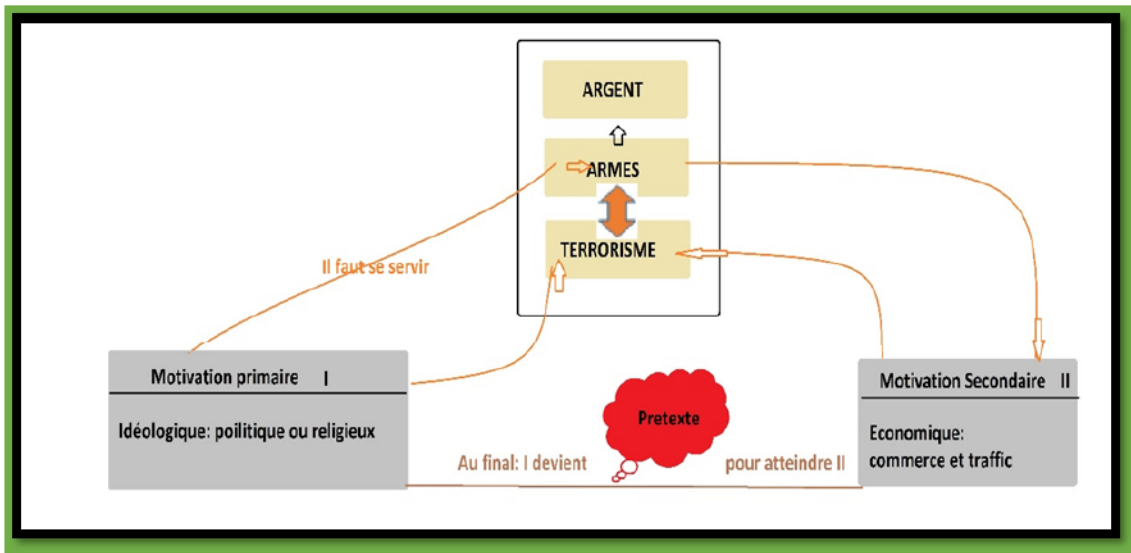 ARGENT
ARMES
TERRORISME
Il faut se servir
Motivation primaire I
Idéologique: poilitique ou religieux
Motivation Secondaire II
Economique:
commerce et traffic
Pretexte
Au final: I devient
pour atteindre II